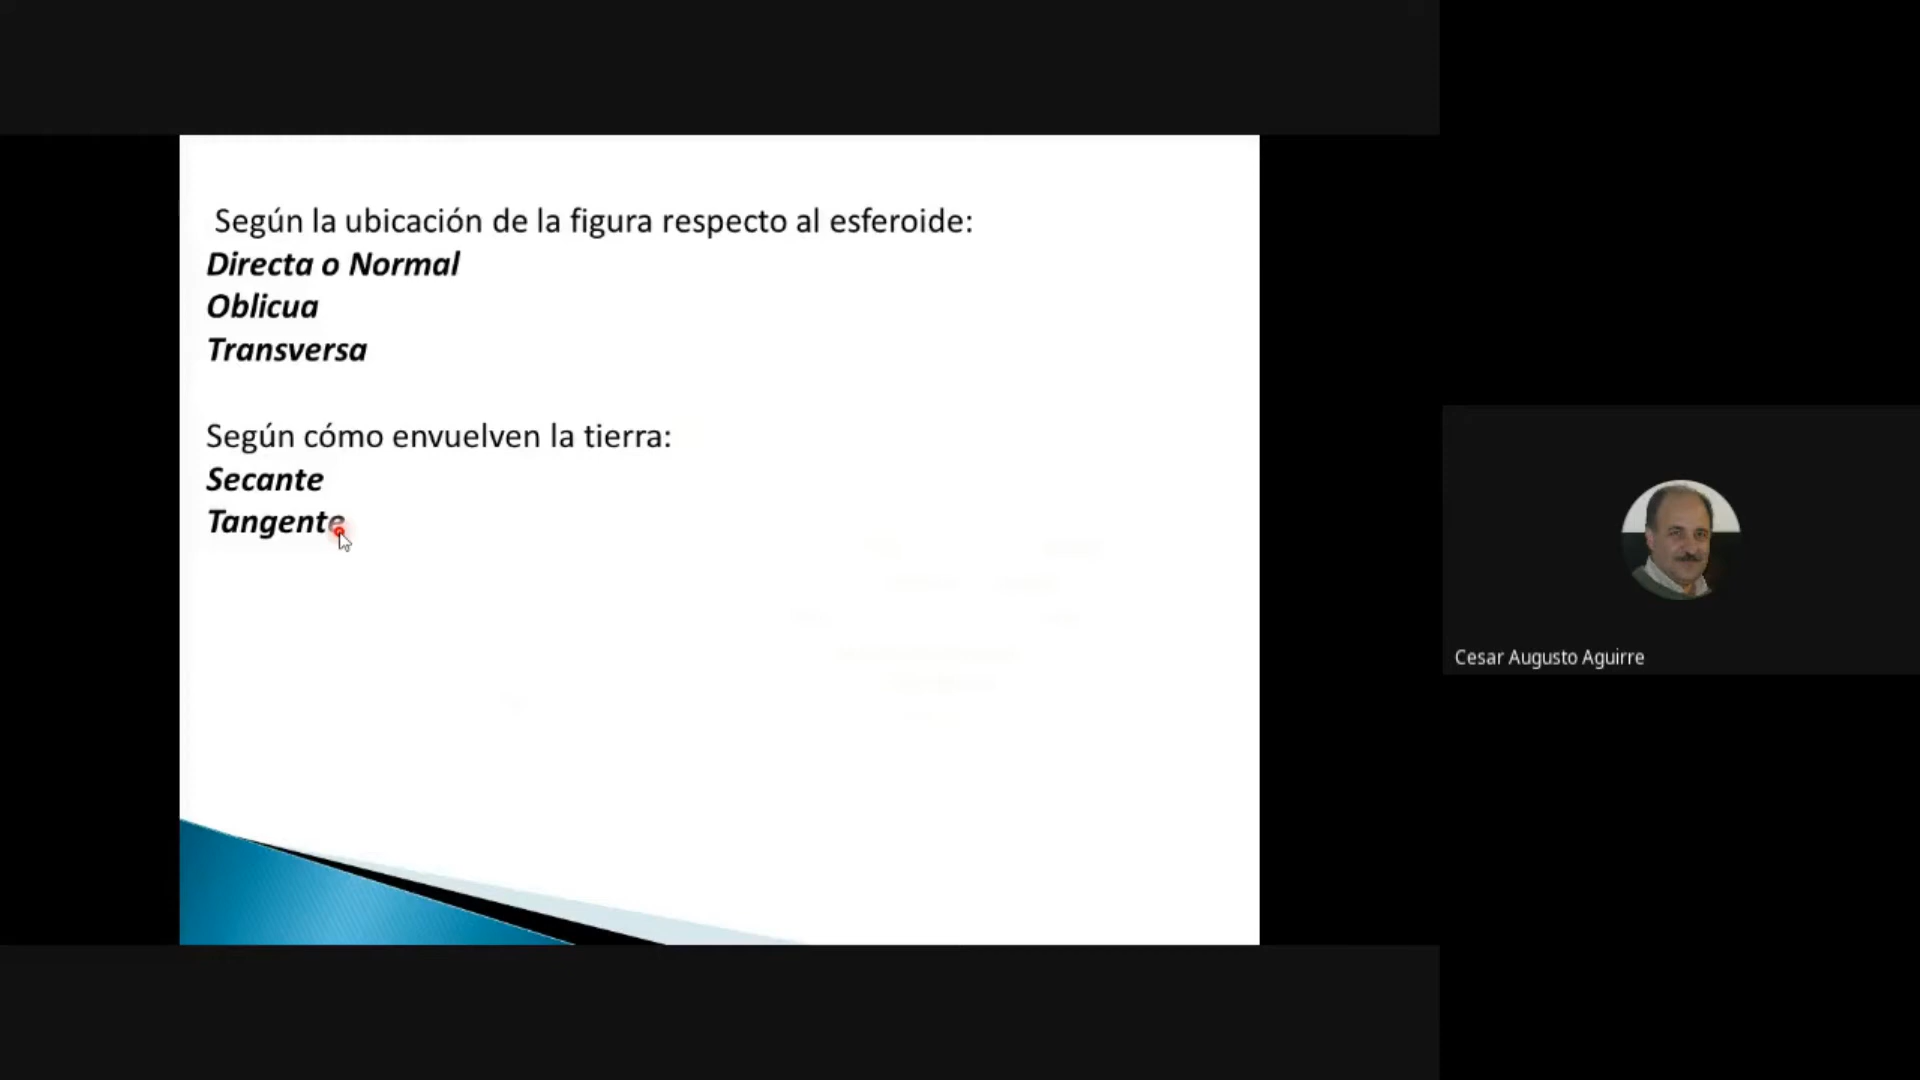 Según la ubicación de la figura respecto al esferoide:
Directa o Normal
Oblicua
Transversa
Según cómo envuelven la tierra:
Secante
Tangente
Cesar Augusto Aguirre